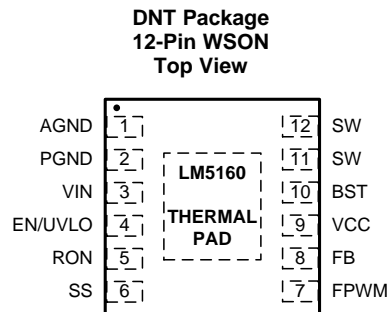 DNT Package
12-Pin WSON
Top View
AGND 1 12 SW
PGND 2 11 SW
LM5160
VIN 3 10 BST
EN/UVLO 4 THERMAL 9 VCC
PAD
RON 5 8 FB
SS 6 7 FPWM